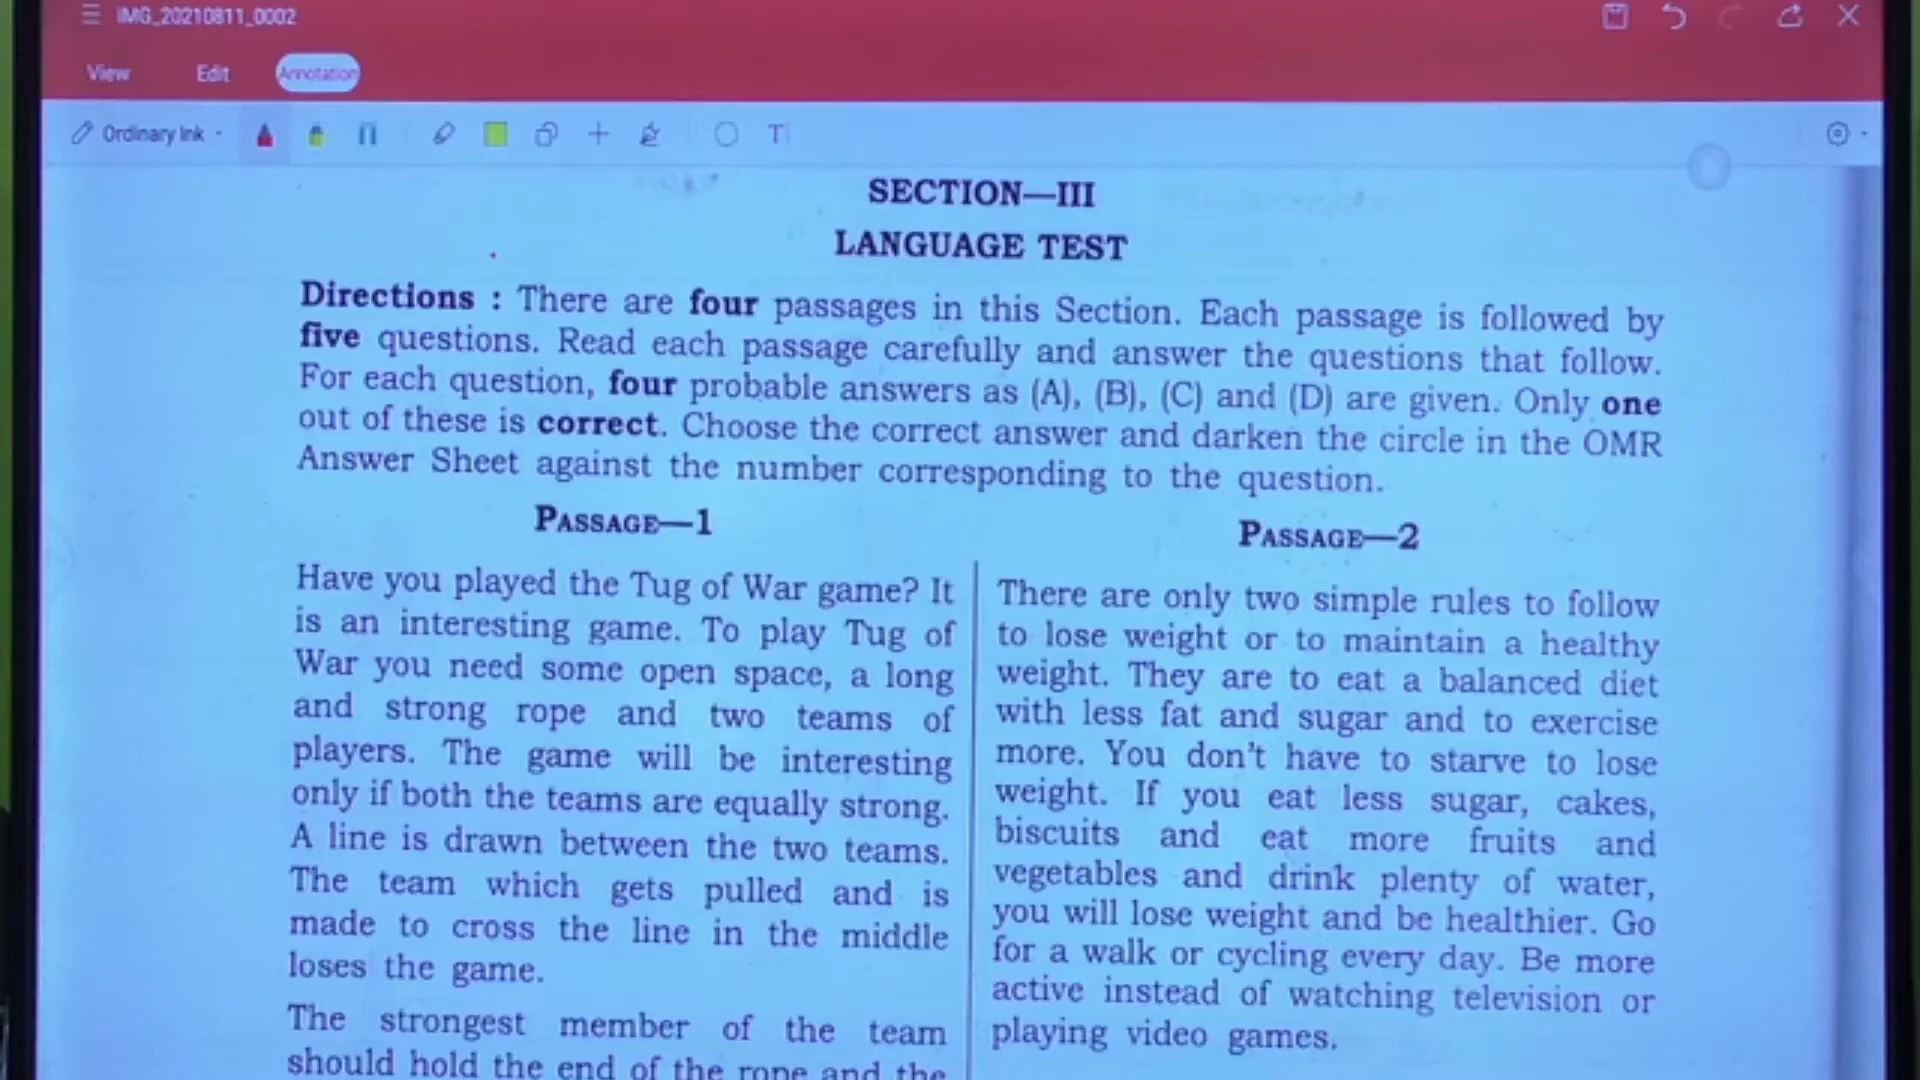 IMG_20210811_0002
View Edit Annotation
Ordinary Ink
SECTION—III
LANGUAGE TEST
Directions : There are four passages in this Section. Each passage is followed by
five questions. Read each passage carefully and answer the questions that follow.
For each question, four probable answers as (A), (B), (C) and (D) are given. Only one
out of these is correct. Choose the correct answer and darken the circle in the OMR
Answer Sheet against the number corresponding to the question.
PASSAGE—1
Have you played the Tug of War game? It
is an interesting game. To play Tug of
War you need some open space, a long
and strong rope and two teams of
players. The game will be interesting
only if both the teams are equally strong.
A line is drawn between the two teams.
The team which gets pulled and is
made to cross the line in the middle
loses the game.
The strongest member of the team
should hold the end of the rope and the
PASSAGE—2
There are only two simple rules to follow
to lose weight or to maintain a healthy
weight. They are to eat a balanced diet
with less fat and sugar and to exercise
more. You don't have to starve to lose
weight. If you eat less sugar, cakes,
biscuits and eat more fruits and
vegetables and drink plenty of water,
you will lose weight and be healthier. Go
for a walk or cycling every day. Be more
active instead of watching television or
playing video games.